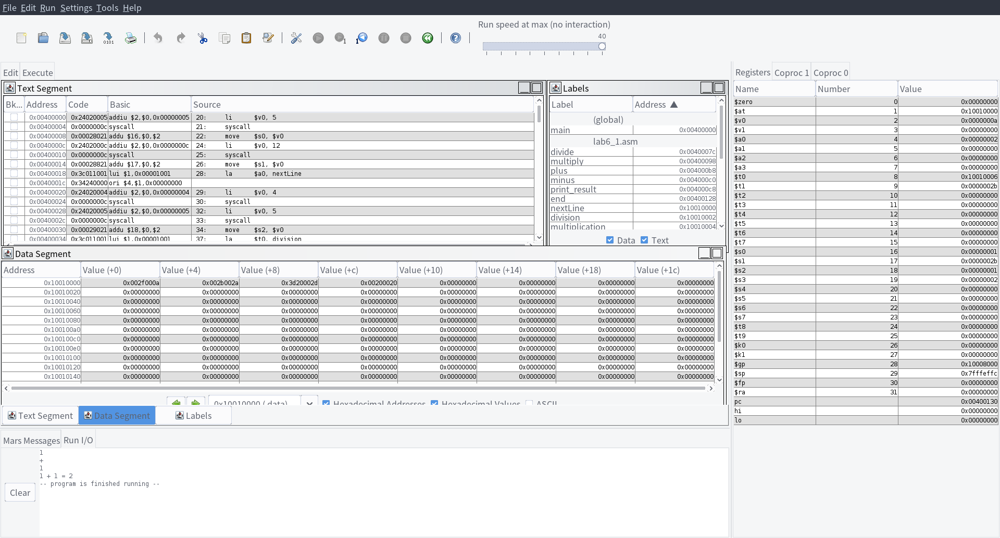 File Edit Run Settings Tools Help
Run speed at max (no interaction)
40
0101
1
1
Edit Execute
Text Segment
Bk... Address Code Basic Source
0x00400000 0x24020005 addiu $2,$0,0x00000005 20: li $v0, 5
0x00400004 0x0000000c syscall 21: syscall
0x00400008 0x00028021 addu $16,$0,$2 22: move $s0, $v0
0x0040000c 0x2402000c addiu $2,$0,0x0000000c 24: li $v0, 12
0x00400010 0x0000000c syscall 25: syscall
0x00400014 0x00028821 addu $17,$0,$2 26: move $s1, $v0
0x00400018 0x3c011001 lui $1,0x00001001 28: la $a0, nextLine
0x0040001c 0x34240000 ori $4,$1,0x00000000
0x00400020 0x24020004 addiu $2,$0,0x00000004 29: li $v0, 4
0x00400024 0x0000000c syscall 30: syscall
0x00400028 0x24020005 addiu $2,$0,0x00000005 32: li $v0, 5
0x0040002c 0x0000000c syscall 33: syscall
0x00400030 0x00029021 addu $18,$0,$2 34: move $s2, $v0
0x00400034 0x3c011001 lui $1,0x00001001 37: la $t0, division
Labels
Label Address ▲
(global)
main 0x00400000
lab6_1.asm
divide 0x0040007c
multiply 0x00400098
plus 0x004000b8
minus 0x004000c0
print_result 0x004000c8
end 0x00400128
nextLine 0x10010000
division 0x10010002
multiplication 0x10010004
Data Text
Data Segment
Address Value (+0) Value (+4) Value (+8) Value (+c) Value (+10) Value (+14) Value (+18) Value (+1c)
0x10010000 0x002f000a 0x002b002a 0x3d20002d 0x00200020 0x00000000 0x00000000 0x00000000 0x00000000
0x10010020 0x00000000 0x00000000 0x00000000 0x00000000 0x00000000 0x00000000 0x00000000 0x00000000
0x10010040 0x00000000 0x00000000 0x00000000 0x00000000 0x00000000 0x00000000 0x00000000 0x00000000
0x10010060 0x00000000 0x00000000 0x00000000 0x00000000 0x00000000 0x00000000 0x00000000 0x00000000
0x10010080 0x00000000 0x00000000 0x00000000 0x00000000 0x00000000 0x00000000 0x00000000 0x00000000
0x100100a0 0x00000000 0x00000000 0x00000000 0x00000000 0x00000000 0x00000000 0x00000000 0x00000000
0x100100c0 0x00000000 0x00000000 0x00000000 0x00000000 0x00000000 0x00000000 0x00000000 0x00000000
0x100100e0 0x00000000 0x00000000 0x00000000 0x00000000 0x00000000 0x00000000 0x00000000 0x00000000
0x10010100 0x00000000 0x00000000 0x00000000 0x00000000 0x00000000 0x00000000 0x00000000 0x00000000
0x10010120 0x00000000 0x00000000 0x00000000 0x00000000 0x00000000 0x00000000 0x00000000 0x00000000
0x10010140 0x00000000 0x00000000 0x00000000 0x00000000 0x00000000 0x00000000 0x00000000 0x00000000
0x10010000 (.data) Hexadecimal Addresses Hexadecimal Values ASCII
Text Segment Data Segment Labels
Mars Messages Run I/O
1
+
1
1 + 1 = 2
-- program is finished running --
Clear
Registers Coproc 1 Coproc 0
Name Number Value
$zero 0 0x00000000
$at 1 0x10010000
$v0 2 0x0000000a
$v1 3 0x00000000
$a0 4 0x00000002
$a1 5 0x00000000
$a2 6 0x00000000
$a3 7 0x00000000
$t0 8 0x10010006
$t1 9 0x0000002b
$t2 10 0x00000000
$t3 11 0x00000000
$t4 12 0x00000000
$t5 13 0x00000000
$t6 14 0x00000000
$t7 15 0x00000000
$s0 16 0x00000001
$s1 17 0x0000002b
$s2 18 0x00000001
$s3 19 0x00000002
$s4 20 0x00000000
$s5 21 0x00000000
$s6 22 0x00000000
$s7 23 0x00000000
$t8 24 0x00000000
$t9 25 0x00000000
$k0 26 0x00000000
$k1 27 0x00000000
$gp 28 0x10008000
$sp 29 0x7fffeffc
$fp 30 0x00000000
$ra 31 0x00000000
pc 0x00400130
hi 0x00000000
lo 0x00000000